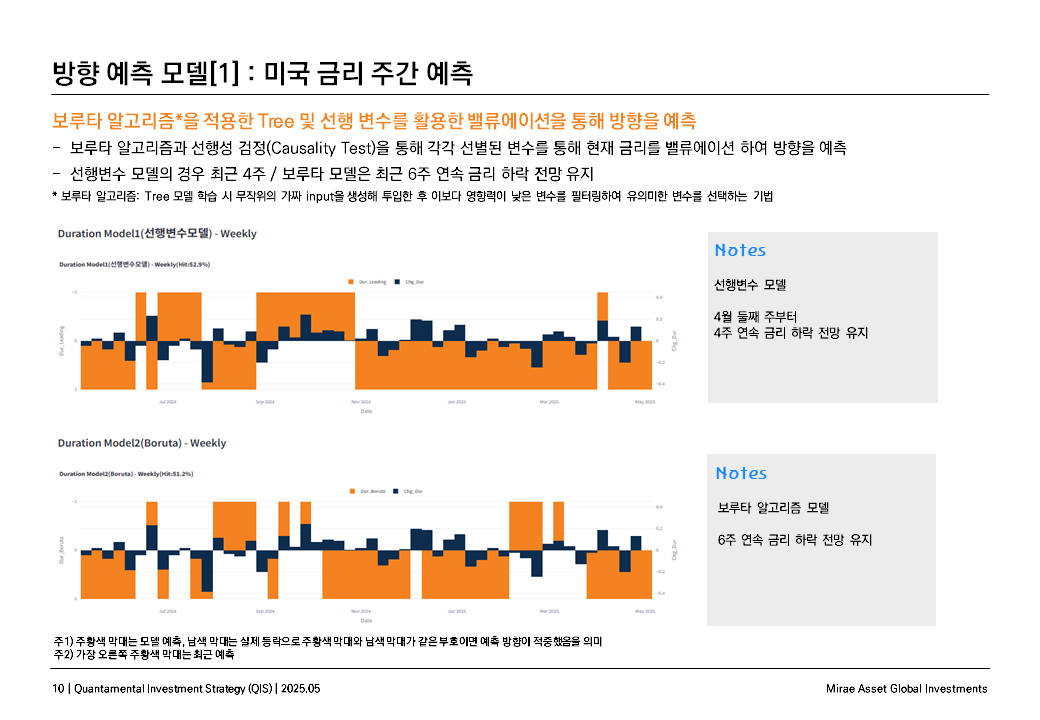 방향 예측 모델[1] : 미국 금리 주간 예측
보루타 알고리즘*을 적용한 Tree 및 선행 변수를 활용한 밸류에이션을 통해 방향을 예측
– 보루타 알고리즘과 선행성 검정(Causality Test)을 통해 각각 선별된 변수를 통해 현재 금리를 밸류에이션 하여 방향을 예측
– 선행변수 모델의 경우 최근 4주 / 보루타 모델은 최근 6주 연속 금리 하락 전망 유지
* 보루타 알고리즘: Tree 모델 학습 시 무작위의 가짜 input을 생성해 투입한 후 이보다 영향력이 낮은 변수를 필터링하여 유의미한 변수를 선택하는 기법
Duration Model1(선행변수모델) - Weekly
Duration Model1(선행변수모델) - Weekly(Hit:52.9%)
Dur_Leading Chg_Dur
−1
0
1
Dur_Leading
0.4
0.2
0
−0.2
−0.4
Chg_Dur
Jul 2024 Sep 2024 Nov 2024 Jan 2025 Mar 2025 May 2025
Date
Notes
선행변수 모델
4월 둘째 주부터
4주 연속 금리 하락 전망 유지
Duration Model2(Boruta) - Weekly
Duration Model2(Boruta) - Weekly(Hit:51.2%)
Dur_Boruta Chg_Dur
−1
0
1
Dur_Boruta
0.4
0.2
0
−0.2
−0.4
Chg_Dur
Jul 2024 Sep 2024 Nov 2024 Jan 2025 Mar 2025 May 2025
Date
Notes
보루타 알고리즘 모델
6주 연속 금리 하락 전망 유지
주1) 주황색 막대는 모델 예측, 남색 막대는 실제 등락으로 주황색 막대와 남색 막대가 같은 부호이면 예측 방향이 적중했음을 의미
주2) 가장 오른쪽 주황색 막대는 최근 예측
10 | Quantamental Investment Strategy (QIS) | 2025.05
Mirae Asset Global Investments